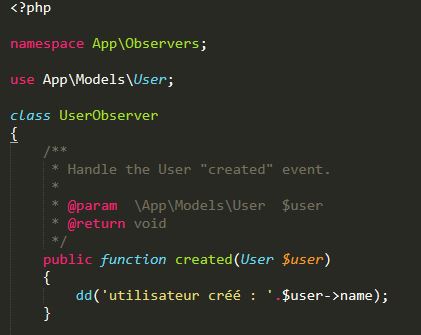 <?php
namespace App\Observers;
use App\Models\User;
class UserObserver
{
/**
* Handle the User "created" event.
*
* @param  \App\Models\User  $user
* @return void
*/
public function created(User $user)
{
dd('utilisateur créé : '.$user->name);
}